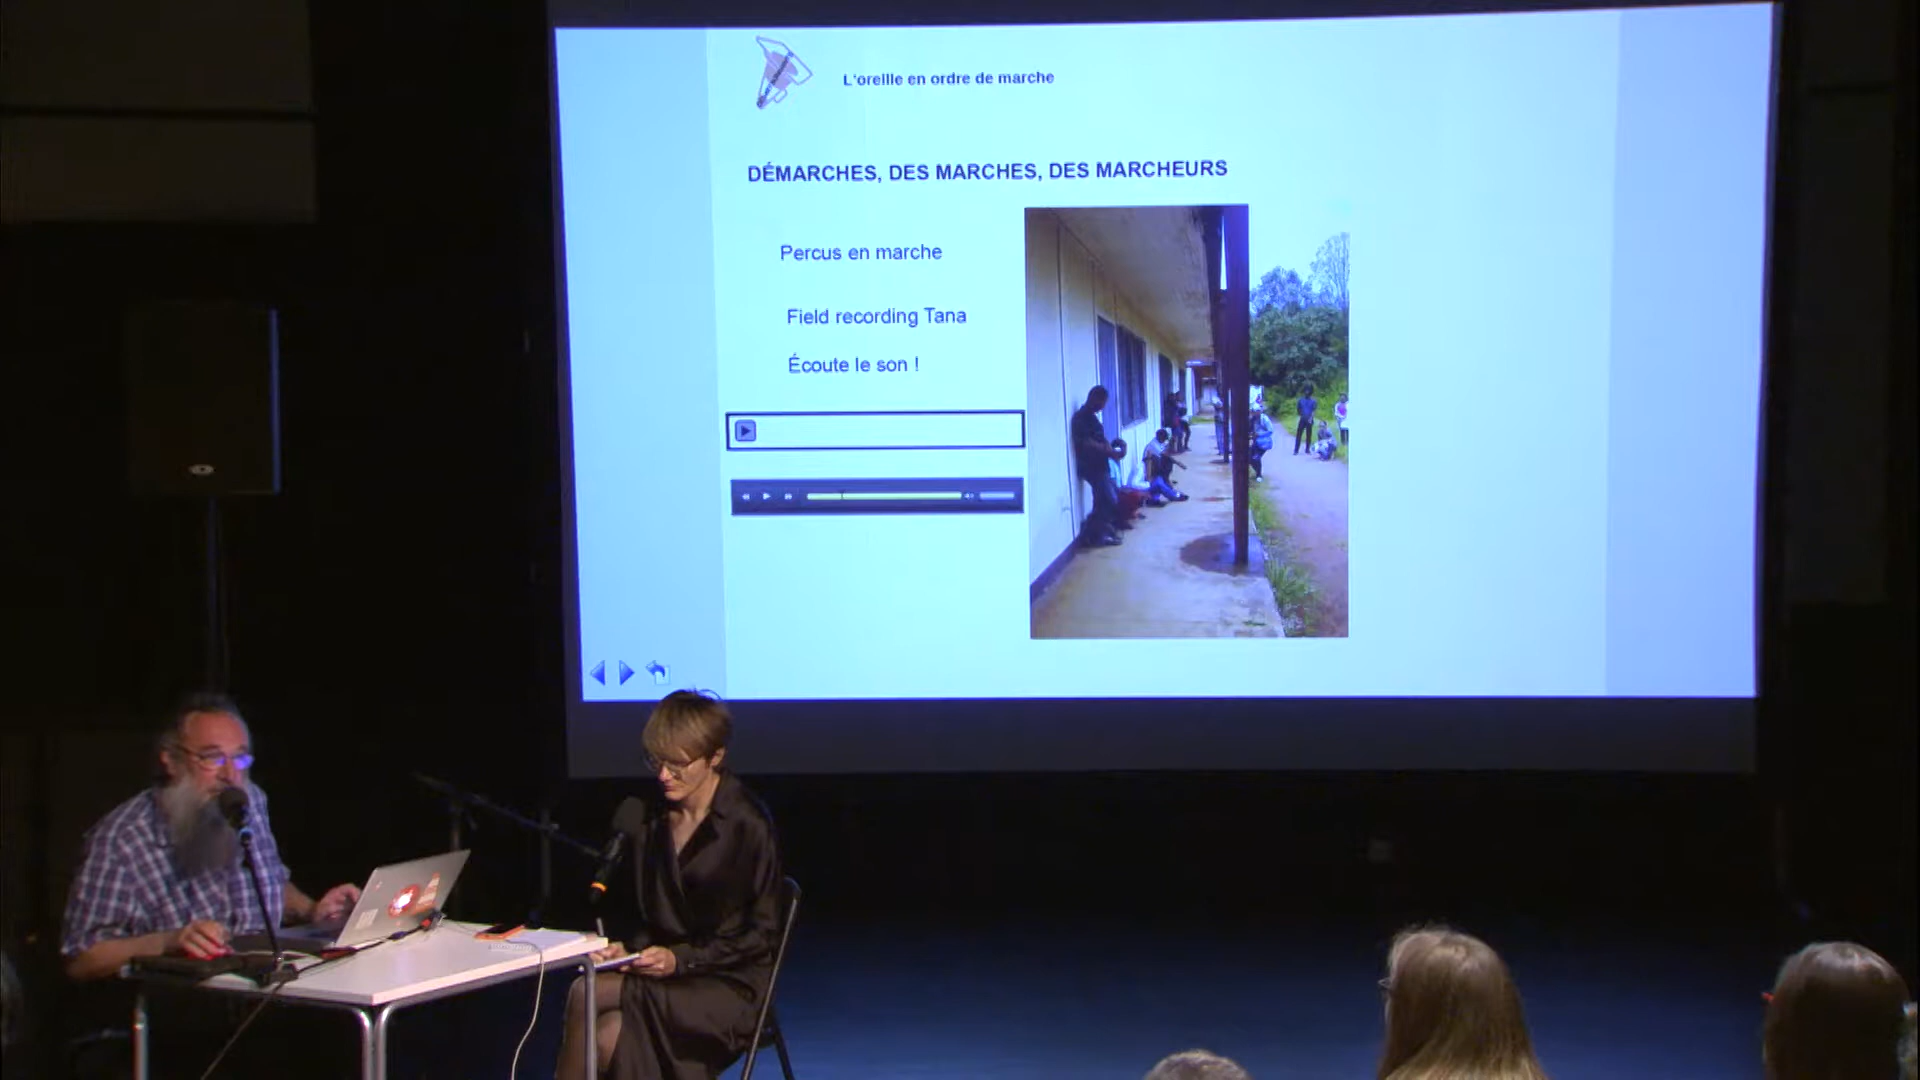 L'oreille en ordre de marche
DÉMARCHES, DES MARCHES, DES MARCHEURS
Percus en marche
Field recording Tana
Écoute le son !